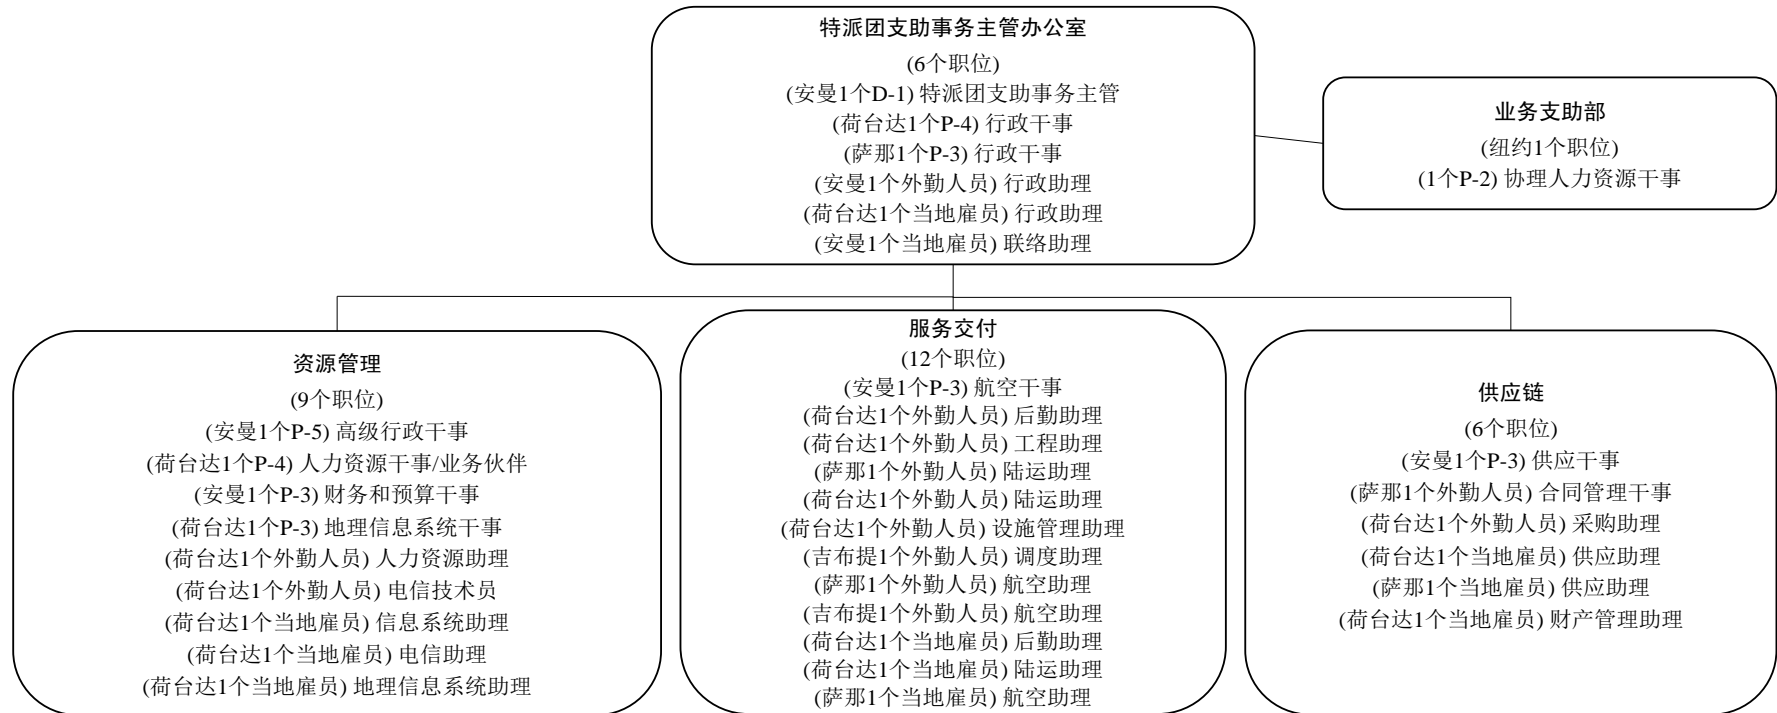 特派团支助事务主管办公室
(6个职位)
(安曼1个D-1) 特派团支助事务主管
(荷台达1个P-4) 行政干事
(萨那1个P-3) 行政干事
(安曼1个外勤人员) 行政助理
(荷台达1个当地雇员) 行政助理
(安曼1个当地雇员) 联络助理
业务支助部
(纽约1个职位)
(1个P-2) 协理人力资源干事
资源管理
(9个职位)
(安曼1个P-5) 高级行政干事
(荷台达1个P-4) 人力资源干事/业务伙伴
(安曼1个P-3) 财务和预算干事
(荷台达1个P-3) 地理信息系统干事
(荷台达1个外勤人员) 人力资源助理
(荷台达1个外勤人员) 电信技术员
(荷台达1个当地雇员) 信息系统助理
(荷台达1个当地雇员) 电信助理
(荷台达1个当地雇员) 地理信息系统助理
服务交付
(12个职位)
(安曼1个P-3) 航空干事
(荷台达1个外勤人员) 后勤助理
(荷台达1个外勤人员) 工程助理
(萨那1个外勤人员) 陆运助理
(荷台达1个外勤人员) 陆运助理
(荷台达1个外勤人员) 设施管理助理
(吉布提1个外勤人员) 调度助理
(萨那1个外勤人员) 航空助理
(吉布提1个外勤人员) 航空助理
(荷台达1个当地雇员) 后勤助理
(荷台达1个当地雇员) 陆运助理
(萨那1个当地雇员) 航空助理
供应链
(6个职位)
(安曼1个P-3) 供应干事
(萨那1个外勤人员) 合同管理干事
(荷台达1个外勤人员) 采购助理
(荷台达1个当地雇员) 供应助理
(萨那1个当地雇员) 供应助理
(荷台达1个当地雇员) 财产管理助理